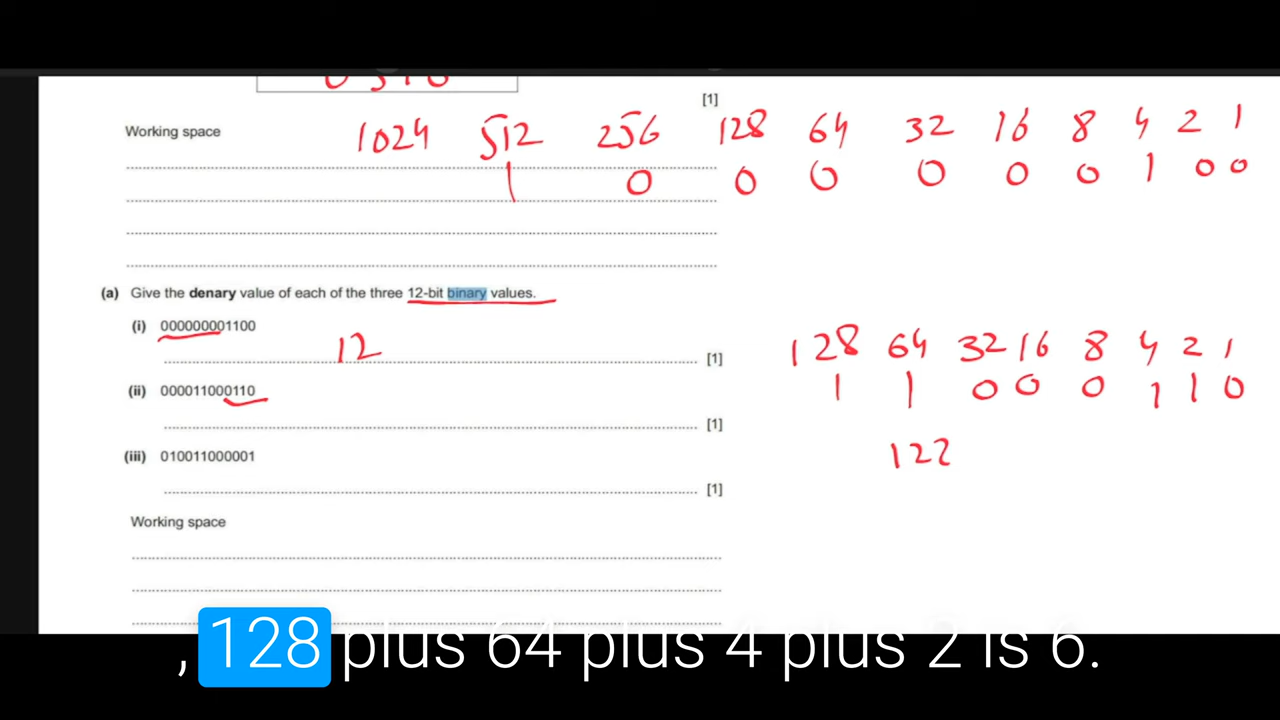 [1]
Working space
1024 512 256 128 64 32 16 8 4 2 1
1 0 0 0 0 0 0 1 0 0
(a) Give the denary value of each of the three 12-bit binary values.
(i) 000000001100
12
[1]
128 64 32 16 8 4 2 1
(ii) 000011000110
1 1 0 0 0 1 1 0
[1]
(iii) 010011000001
122
[1]
Working space
, 128 plus 64 plus 4 plus 2 is 6.